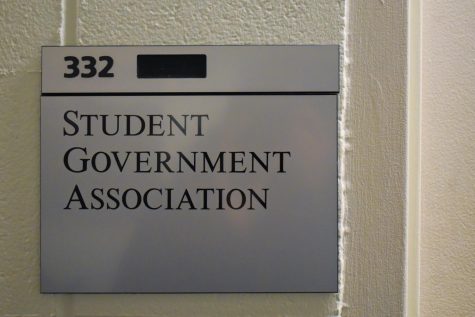 332
STUDENT
GOVERNMENT
ASSOCIATION